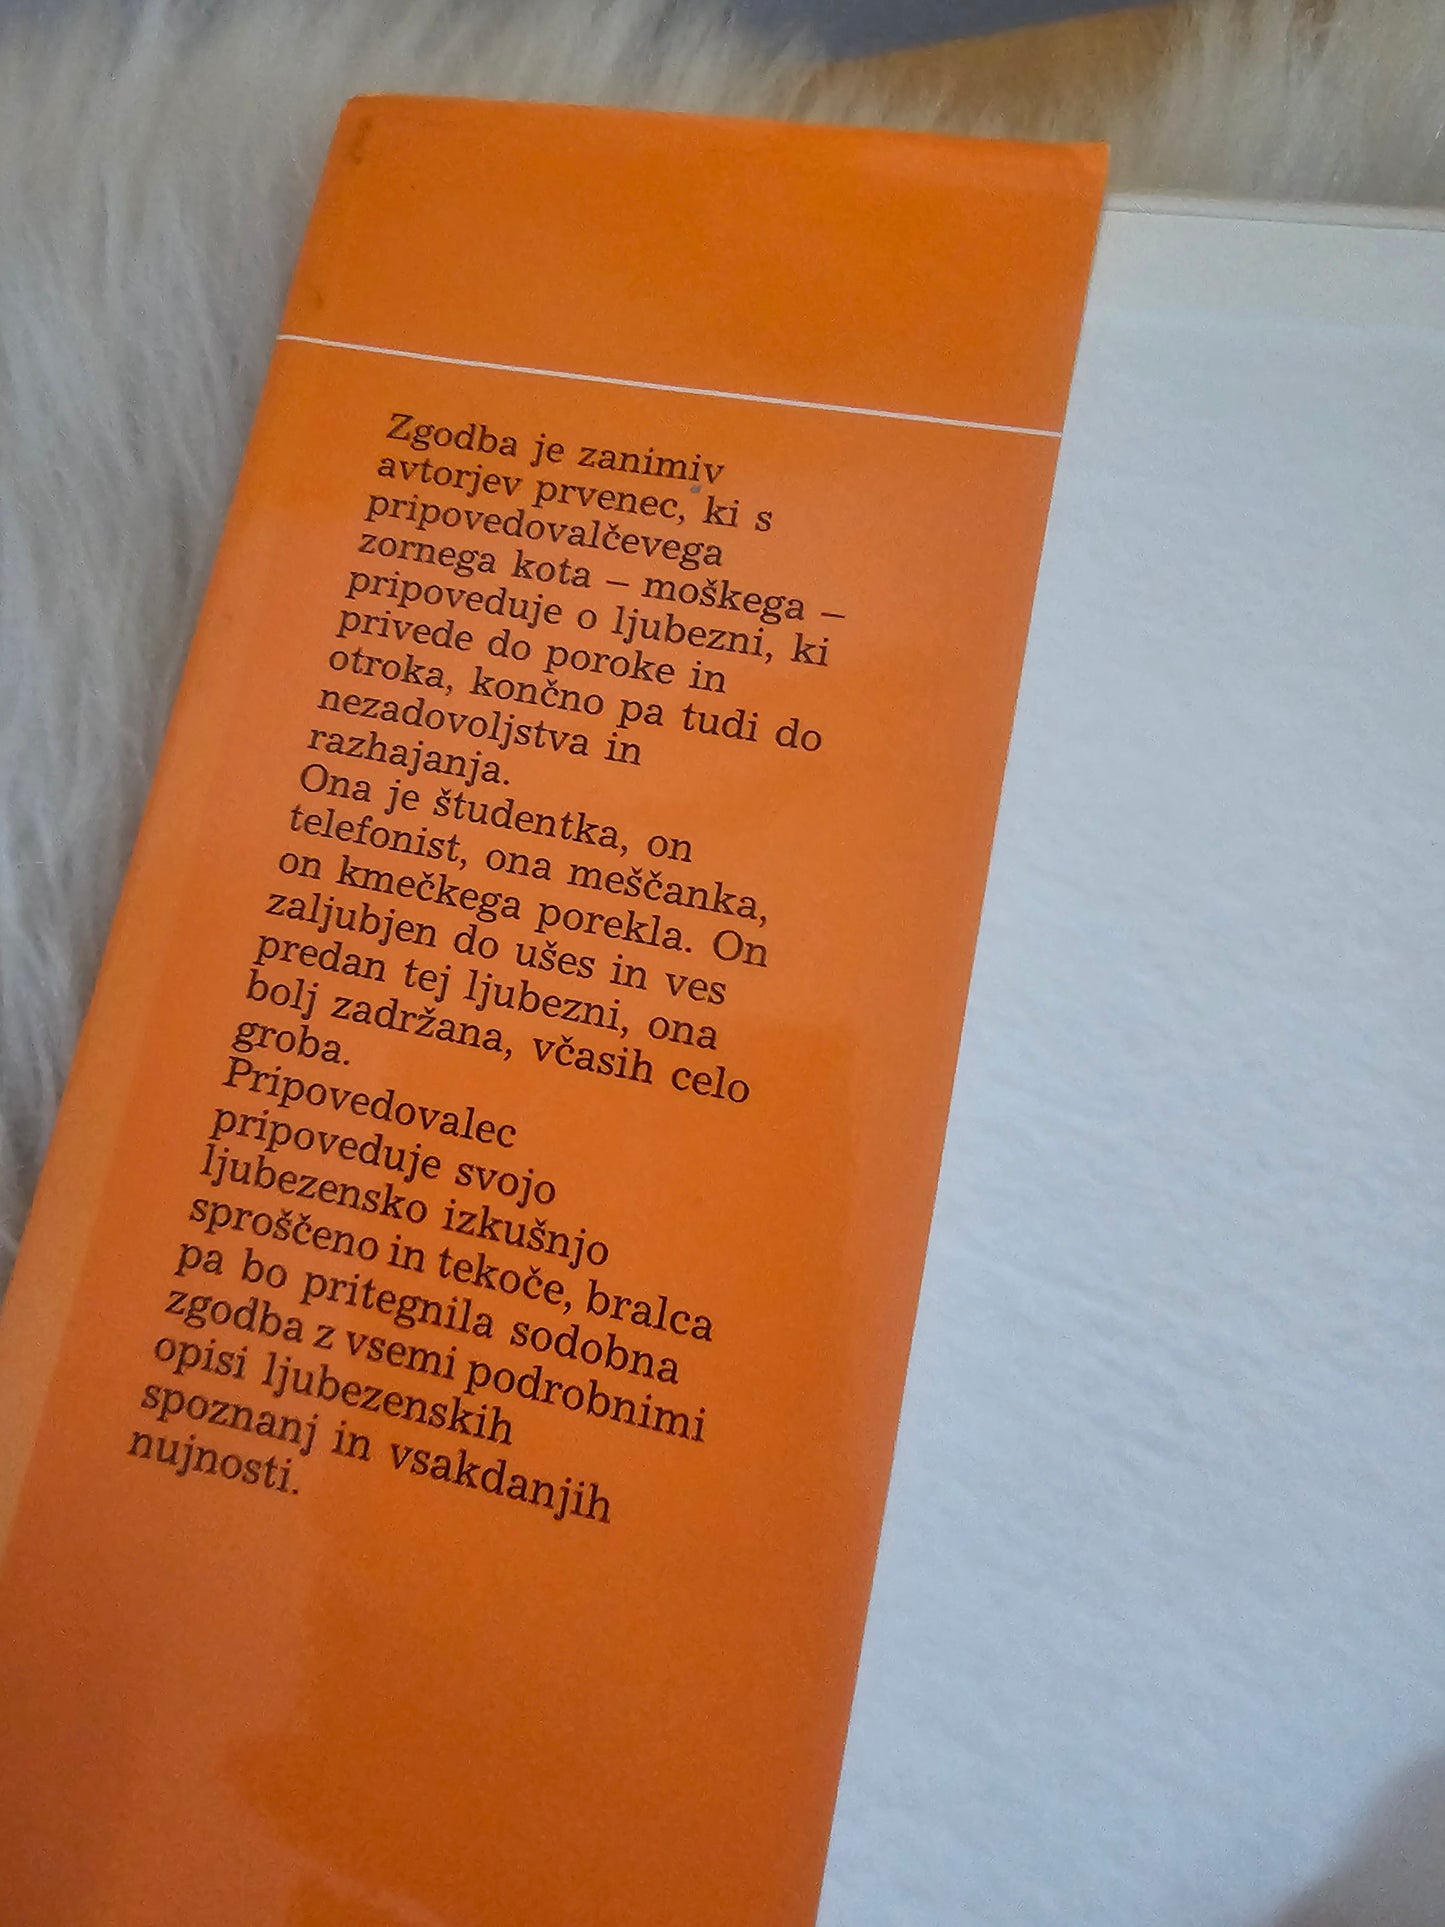 Zgodba je zanimiv
avtorjev prvenec, ki s
pripovedovalčevega
zornega kota – moškega –
pripoveduje o ljubezni, ki
privede do poroke in
otroka, končno pa tudi do
nezadovoljstva in
razhajanja.
Ona je študentka, on
telefonist, ona meščanka,
on kmečkega porekla. On
zaljubjen do ušes in ves
predan tej ljubezni, ona
bolj zadržana, včasih celo
groba.
Pripovedovalec
pripoveduje svojo
ljubezensko izkušnjo
sproščeno in tekoče, bralca
pa bo pritegnila sodobna
zgodba z vsemi podrobnimi
opisi ljubezenskih
spoznanj in vsakdanjih
nujnosti.